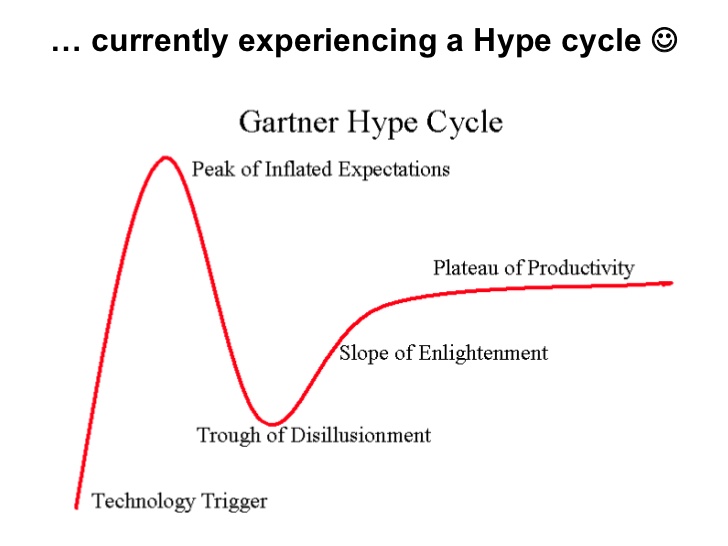 … currently experiencing a Hype cycle ☺
Gartner Hype Cycle
Peak of Inflated Expectations
Plateau of Productivity
Slope of Enlightenment
Trough of Disillusionment
Technology Trigger